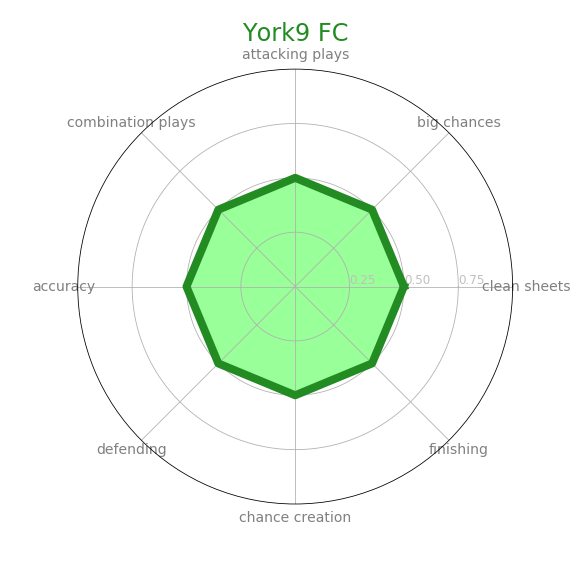 York9 FC
attacking plays
combination plays
big chances
0.25
0.50
0.75
accuracy
clean sheets
defending
finishing
chance creation